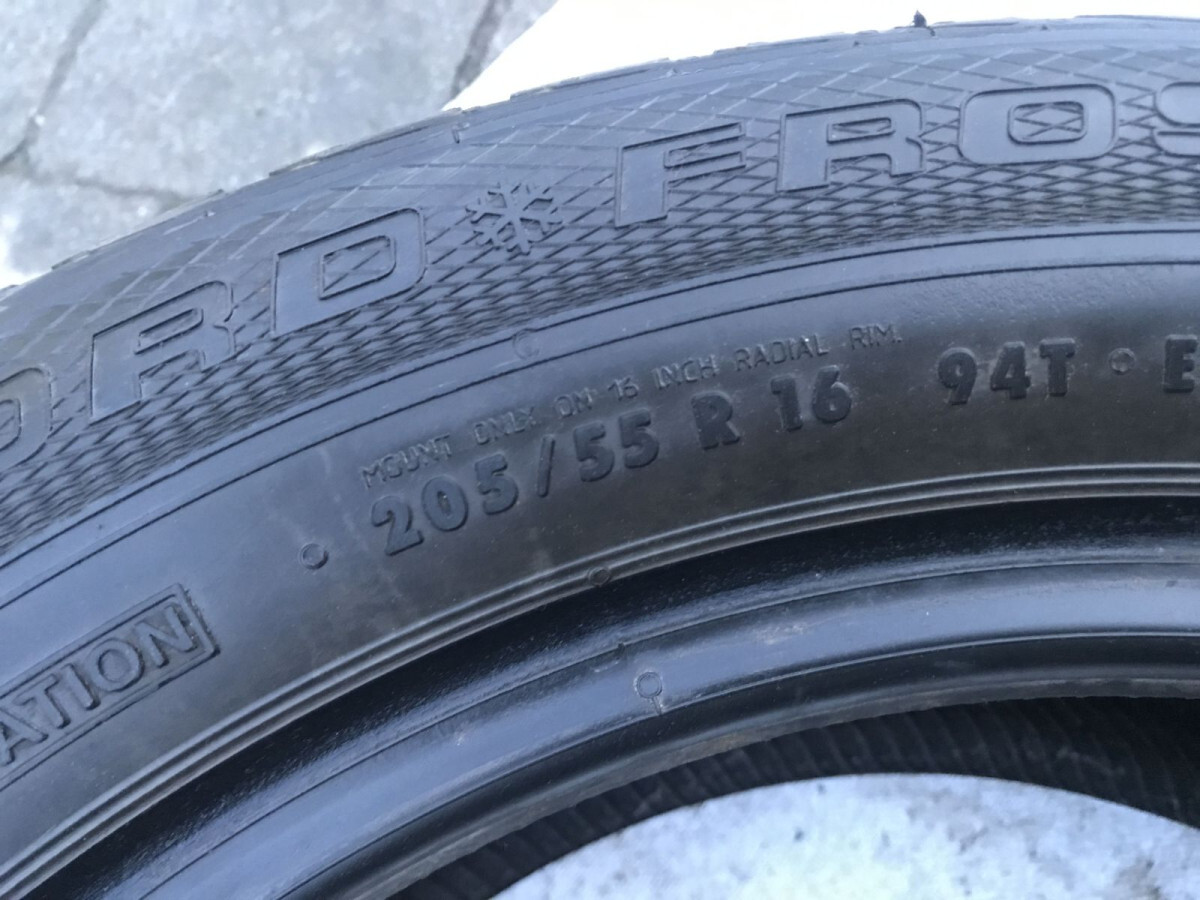 ORD FROS
MOUNT ONLY ON 16 INCH RADIAL RIM.
205/55 R 16 94T E
ATION